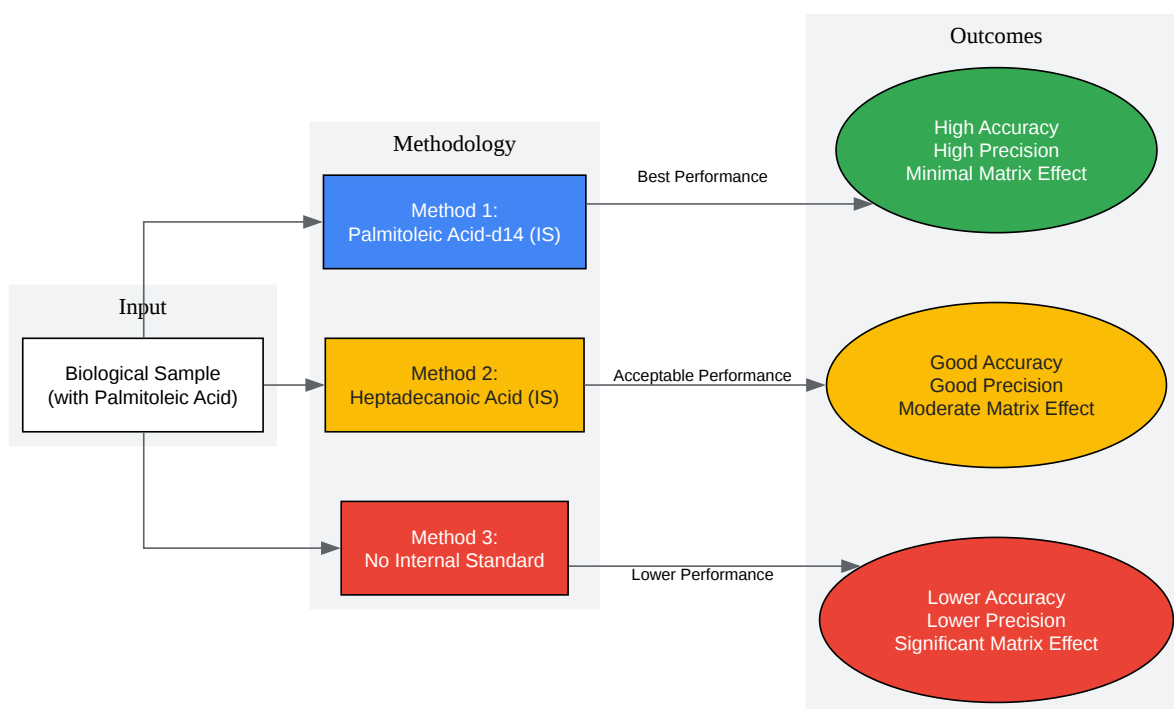 Input
Biological Sample
(with Palmitoleic Acid)
Methodology
Method 1:
Palmitoleic Acid-d14 (IS)
Method 2:
Heptadecanoic Acid (IS)
Method 3:
No Internal Standard
Best Performance
Acceptable Performance
Lower Performance
Outcomes
High Accuracy
High Precision
Minimal Matrix Effect
Good Accuracy
Good Precision
Moderate Matrix Effect
Lower Accuracy
Lower Precision
Significant Matrix Effect